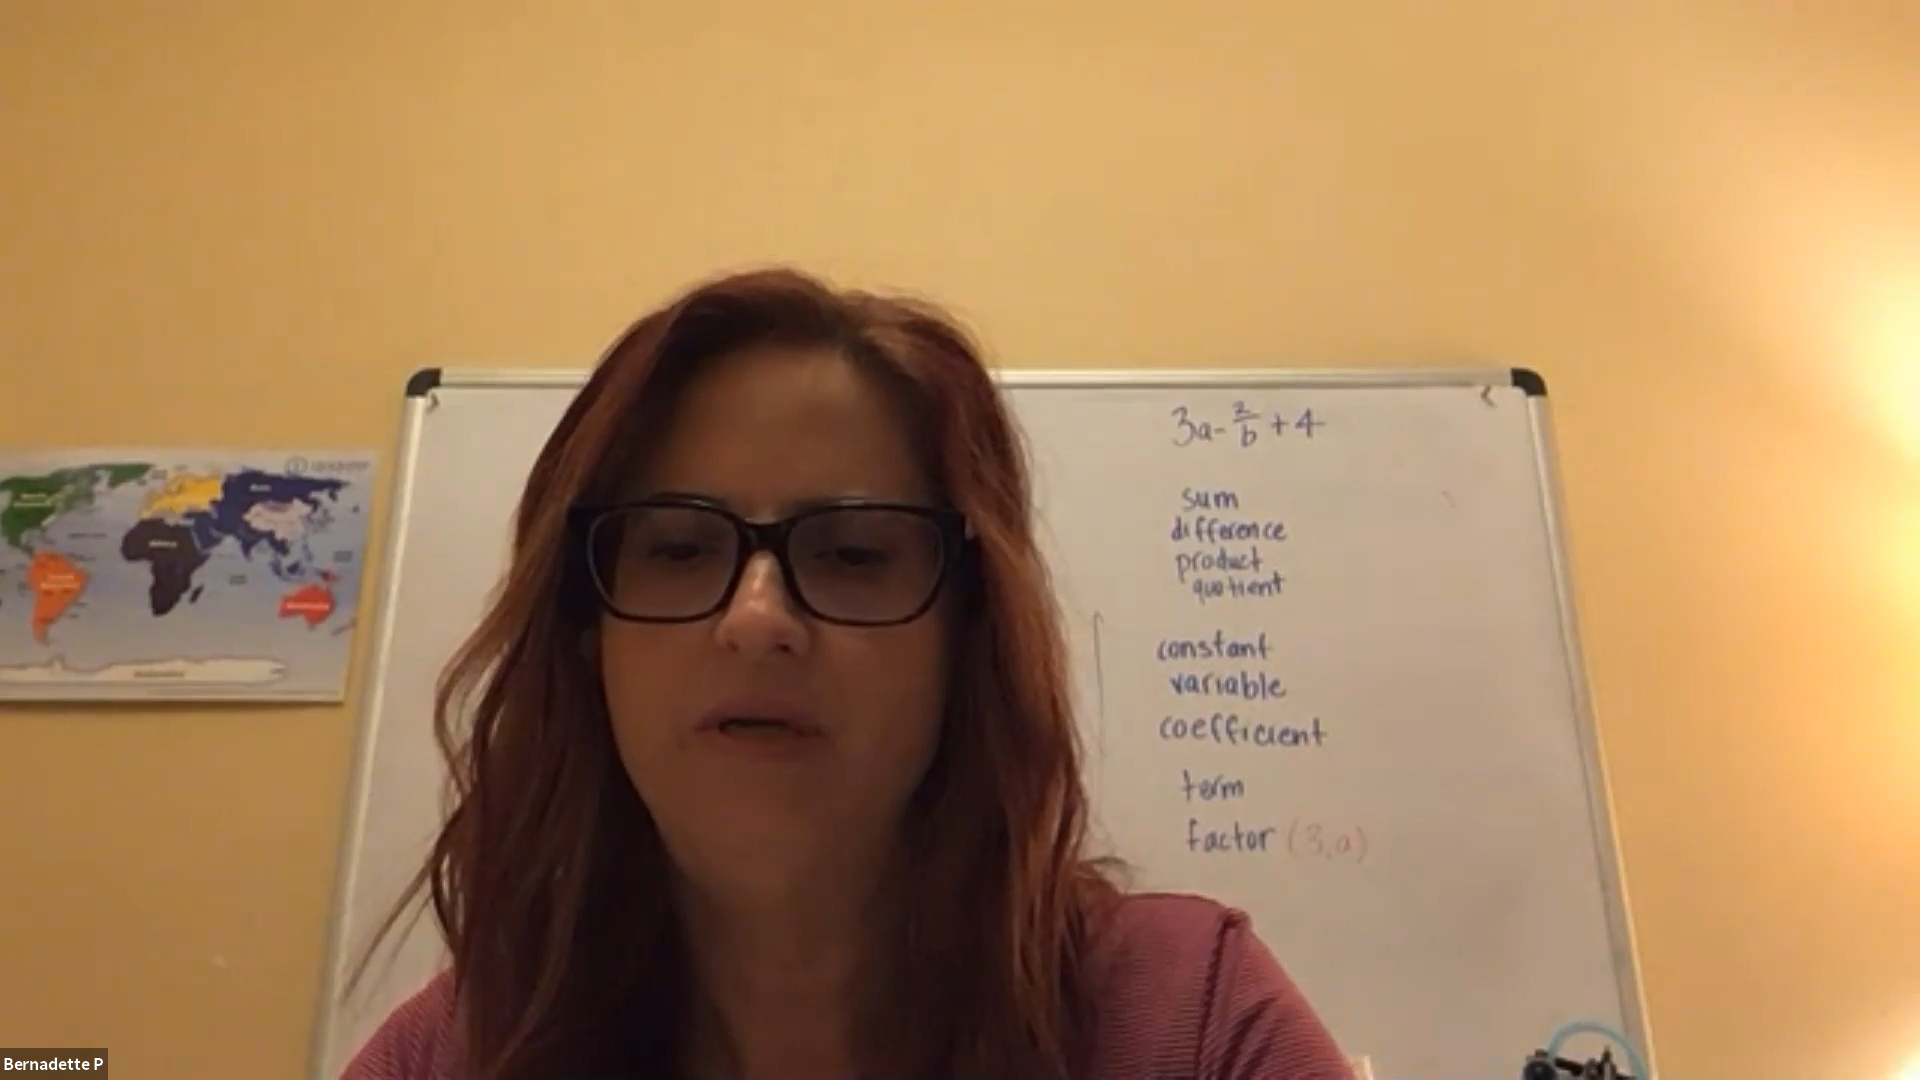 3a - 2/b + 4
sum
difference
product
quotient
constant
variable
coefficient
term
factor (3,a)
Bernadette P